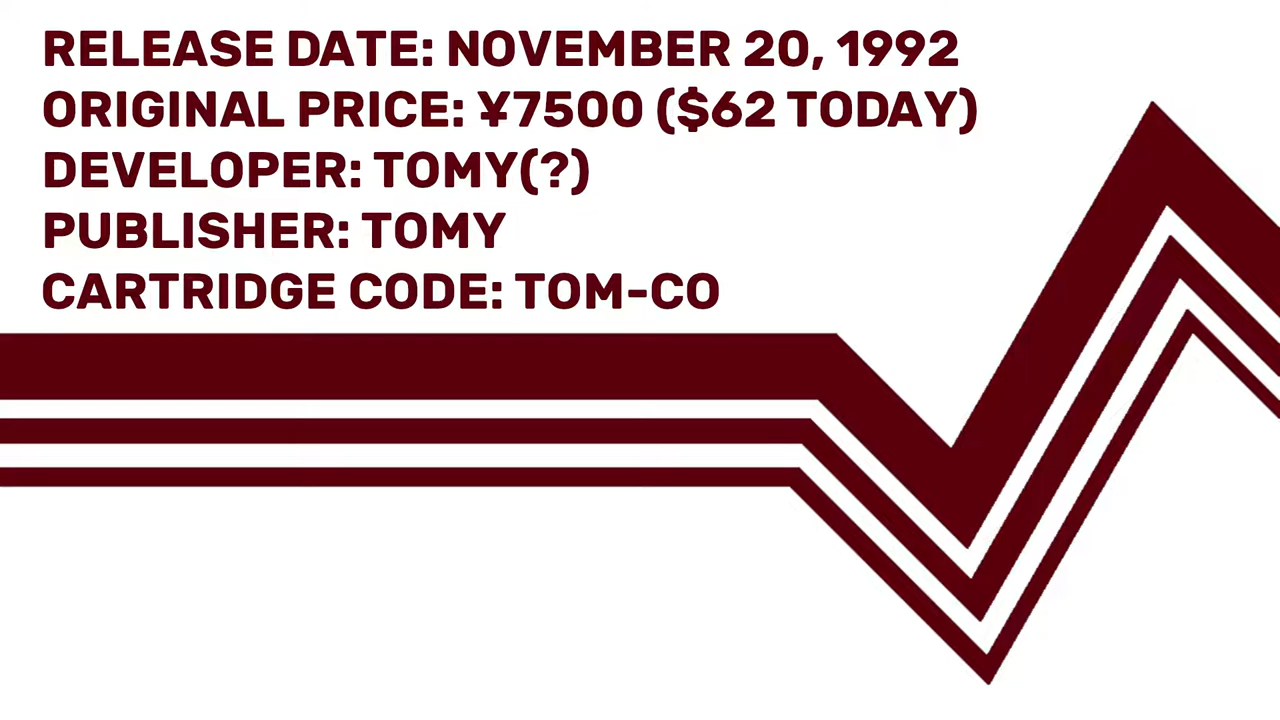 RELEASE DATE: NOVEMBER 20, 1992
ORIGINAL PRICE: ¥7500 ($62 TODAY)
DEVELOPER: TOMY(?)
PUBLISHER: TOMY
CARTRIDGE CODE: TOM-CO